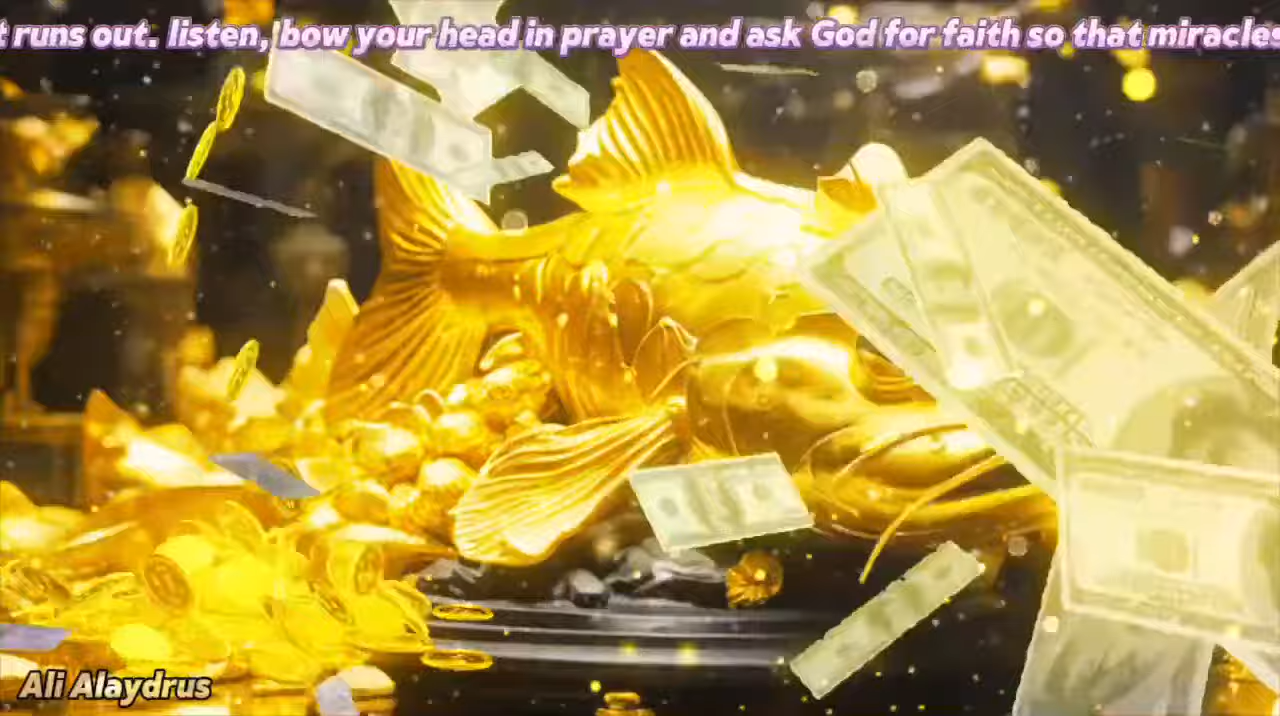 t runs out. listen, bow your head in prayer and ask God for faith so that miracles
Ali Alaydrus